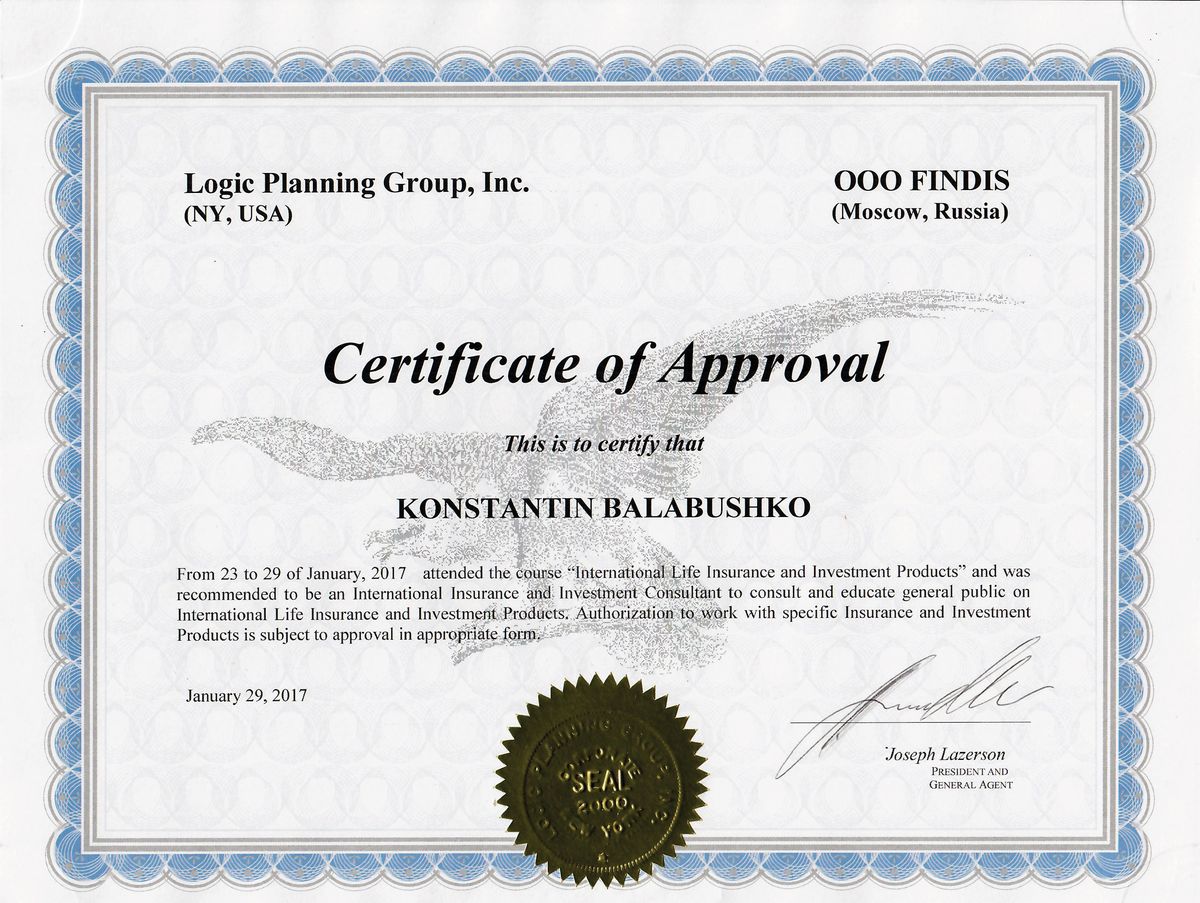 Logic Planning Group, Inc.
(NY, USA)
OOO FINDIS
(Moscow, Russia)
Certificate of Approval
This is to certify that
KONSTANTIN BALABUSHKO
From 23 to 29 of January, 2017 attended the course “International Life Insurance and Investment Products” and was
recommended to be an International Insurance and Investment Consultant to consult and educate general public on
International Life Insurance and Investment Products. Authorization to work with specific Insurance and Investment
Products is subject to approval in appropriate form.
January 29, 2017
Joseph Lazerson
PRESIDENT AND
GENERAL AGENT
LOGIC PLANNING GROUP, INC.
CORPORATE
SEAL
2000
NEW YORK